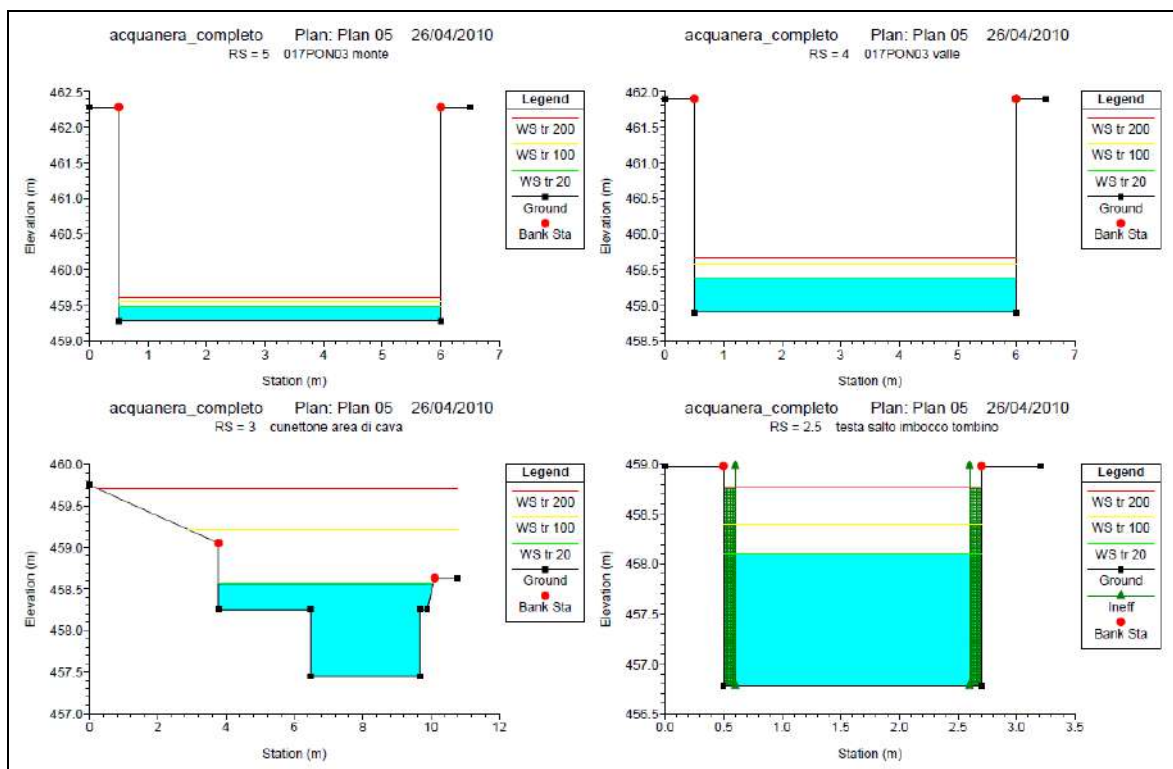 acquanera_completo Plan: Plan 05 26/04/2010
RS = 5 017PON03 monte
462.5
462.0
461.5
461.0
460.5
460.0
459.5
459.0
Elevation (m)
0 1 2 3 4 5 6 7
Station (m)
Legend
WS tr 200
WS tr 100
WS tr 20
Ground
Bank Sta
acquanera_completo Plan: Plan 05 26/04/2010
RS = 4 017PON03 valle
462.0
461.5
461.0
460.5
460.0
459.5
459.0
458.5
Elevation (m)
0 1 2 3 4 5 6 7
Station (m)
Legend
WS tr 200
WS tr 100
WS tr 20
Ground
Bank Sta
acquanera_completo Plan: Plan 05 26/04/2010
RS = 3 cunettone area di cava
460.0
459.5
459.0
458.5
458.0
457.5
457.0
Elevation (m)
0 2 4 6 8 10 12
Station (m)
Legend
WS tr 200
WS tr 100
WS tr 20
Ground
Bank Sta
acquanera_completo Plan: Plan 05 26/04/2010
RS = 2.5 testa salto imbocco tombino
459.0
458.5
458.0
457.5
457.0
456.5
Elevation (m)
0.0 0.5 1.0 1.5 2.0 2.5 3.0 3.5
Station (m)
Legend
WS tr 200
WS tr 100
WS tr 20
Ground
Ineff
Bank Sta